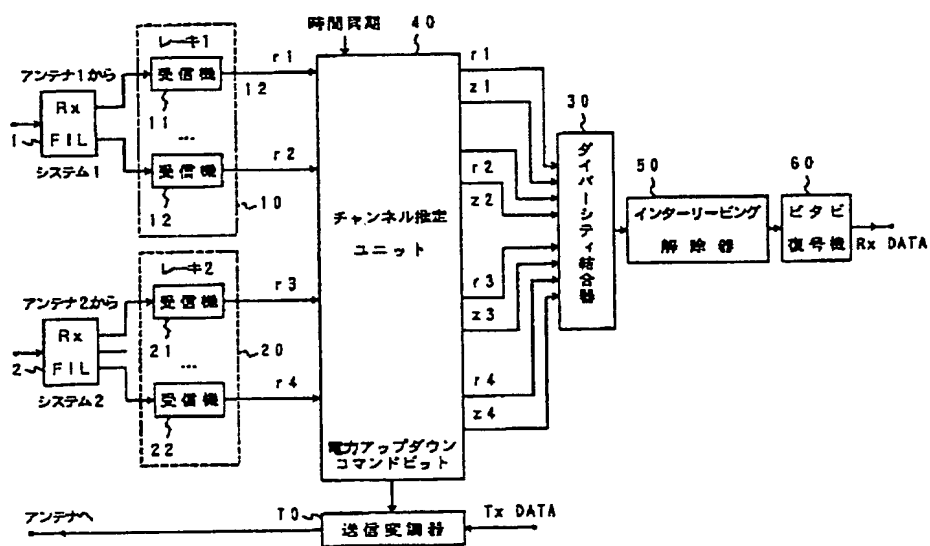 時間同期
40
レーキ1
アンテナ1から
受信機
r1
12
11
Rx
FIL
1
システム1
...
受信機
r2
12
10
レーキ2
アンテナ2から
受信機
r3
21
20
Rx
FIL
2
システム2
...
受信機
r4
22
チャンネル推定
ユニット
電力アップダウン
コマンドビット
r1
z1
r2
z2
r3
z3
r4
z4
30
ダイバーシティ結合器
50
インターリービング
解除器
60
ビタビ
復号機
Rx DATA
アンテナへ
T0
送信変調器
Tx DATA